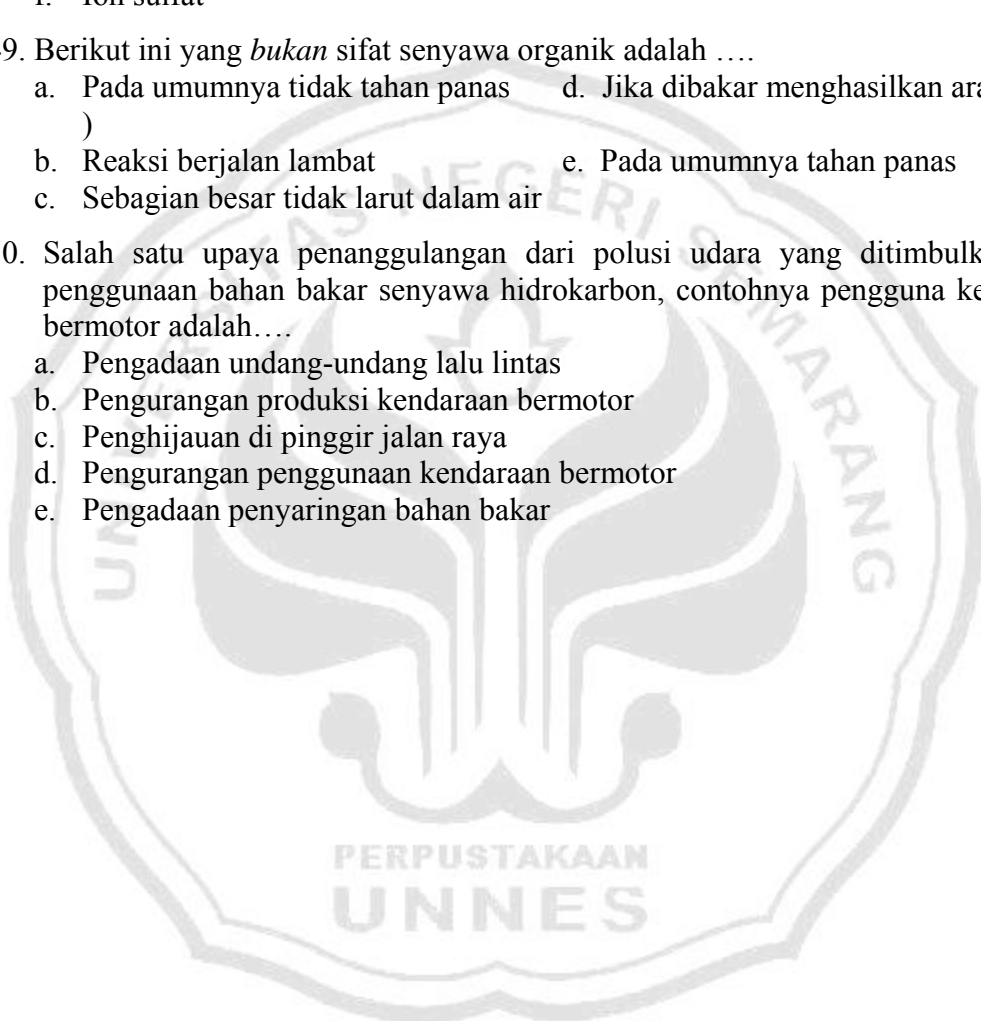 9. Berikut ini yang bukan sifat senyawa organik adalah ….
a. Pada umumnya tidak tahan panas d. Jika dibakar menghasilkan
)
b. Reaksi berjalan lambat e. Pada umumnya tahan panas
c. Sebagian besar tidak larut dalam air
0. Salah satu upaya penanggulangan dari polusi udara yang
penggunaan bahan bakar senyawa hidrokarbon, contohnya pengguna
bermotor adalah….
a. Pengadaan undang-undang lalu lintas
b. Pengurangan produksi kendaraan bermotor
c. Penghijauan di pinggir jalan raya
d. Pengurangan penggunaan kendaraan bermotor
e. Pengadaan penyaringan bahan bakar
UNIVERSITAS NEGERI SEMARANG
PERPUSTAKAAN
UNNES